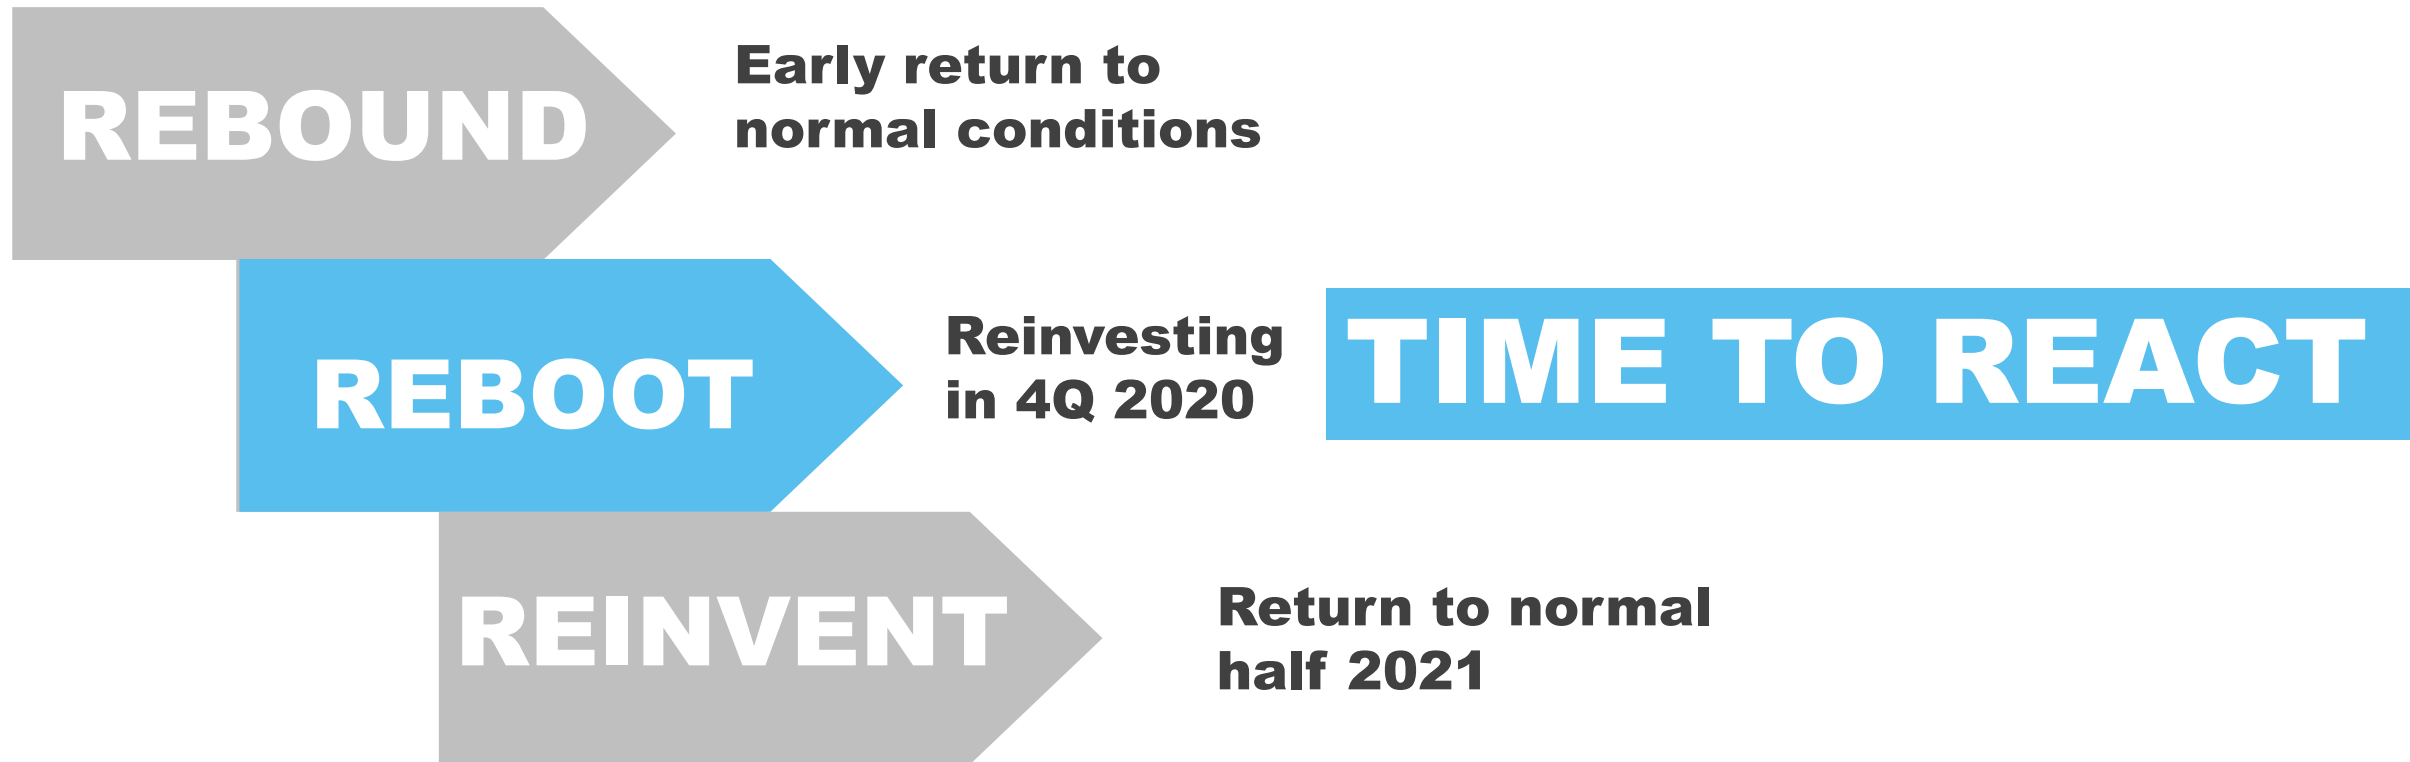 REBOUND
Early return to
normal conditions
REBOOT
Reinvesting
in 4Q 2020
TIME TO REACT
REINVENT
Return to normal
half 2021